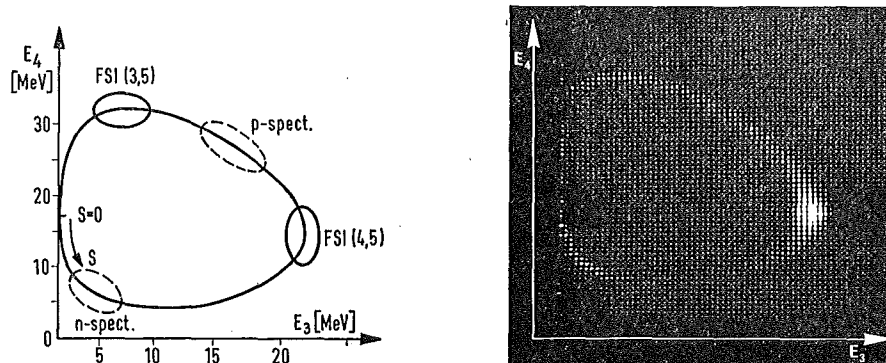 E4
[MeV]
FSI (3,5)
30
p-spect.
20
S=0
FSI (4,5)
10
S
n-spect.
E3 [MeV]
0
5
10
15
20
E4
E3